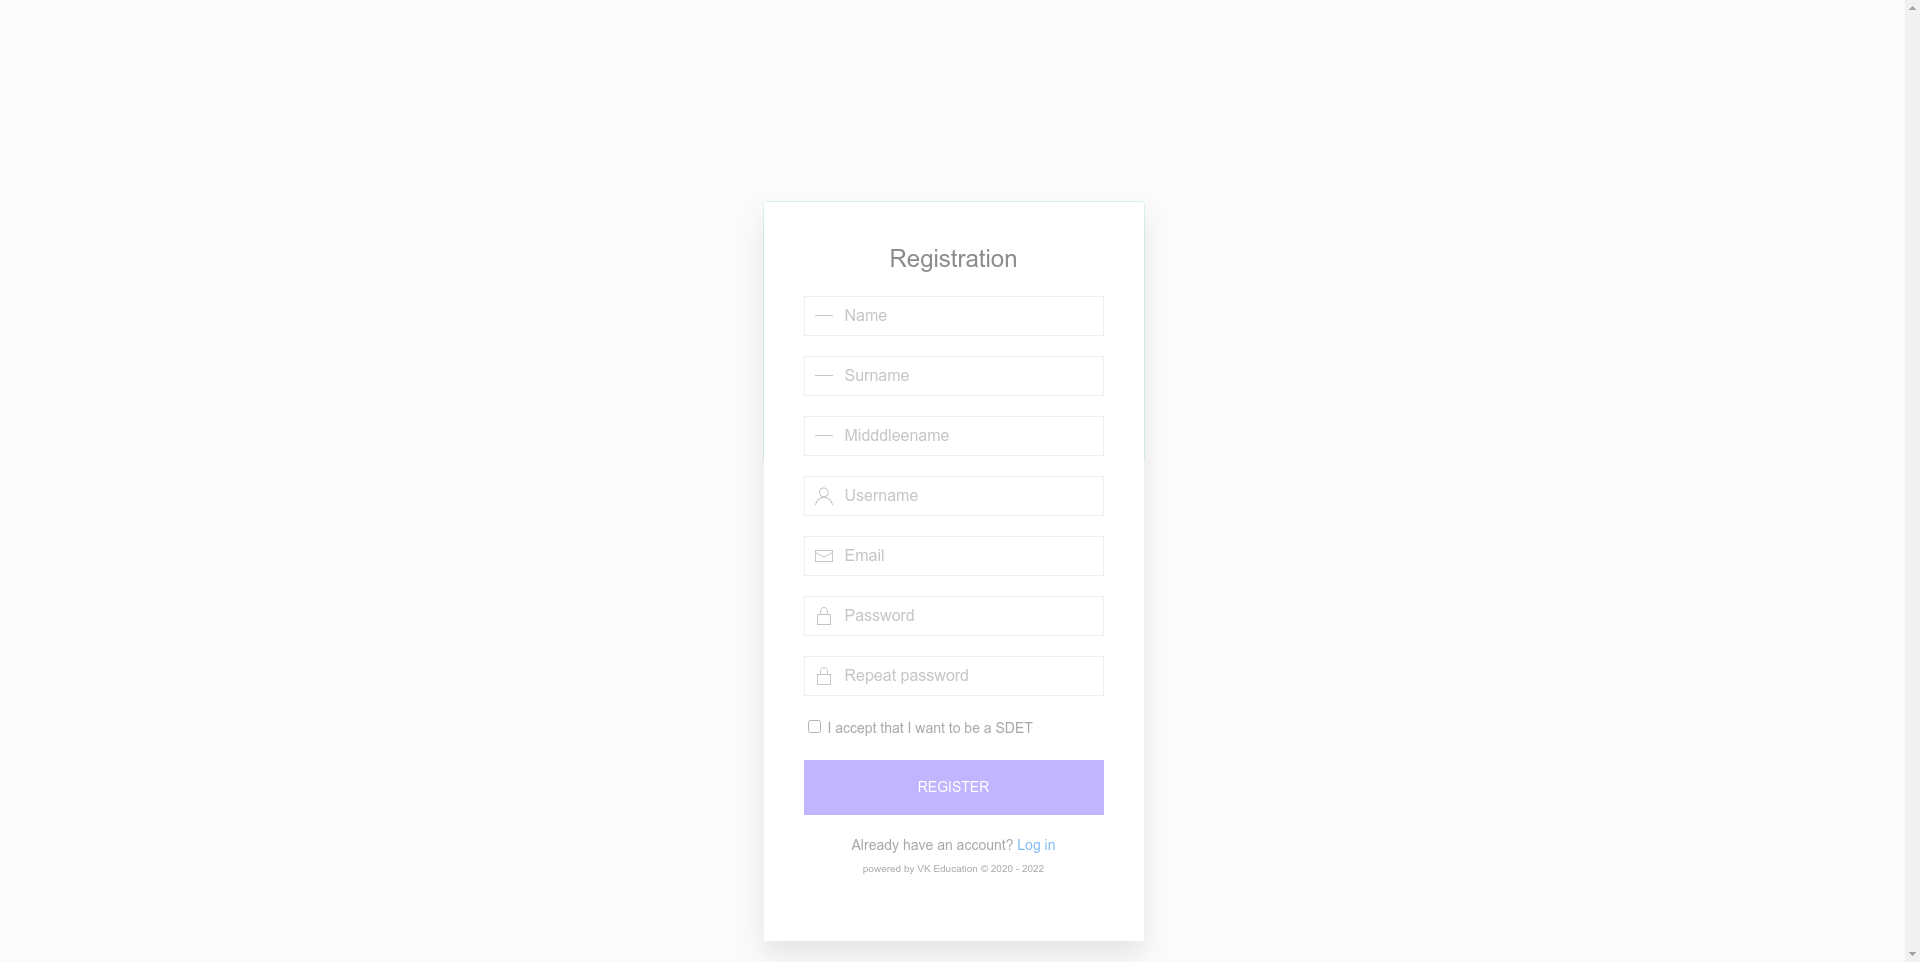 Registration
Name
Surname
Midddleename
Username
Email
Password
Repeat password
I accept that I want to be a SDET
REGISTER
Already have an account? Log in
powered by VK Education © 2020 - 2022